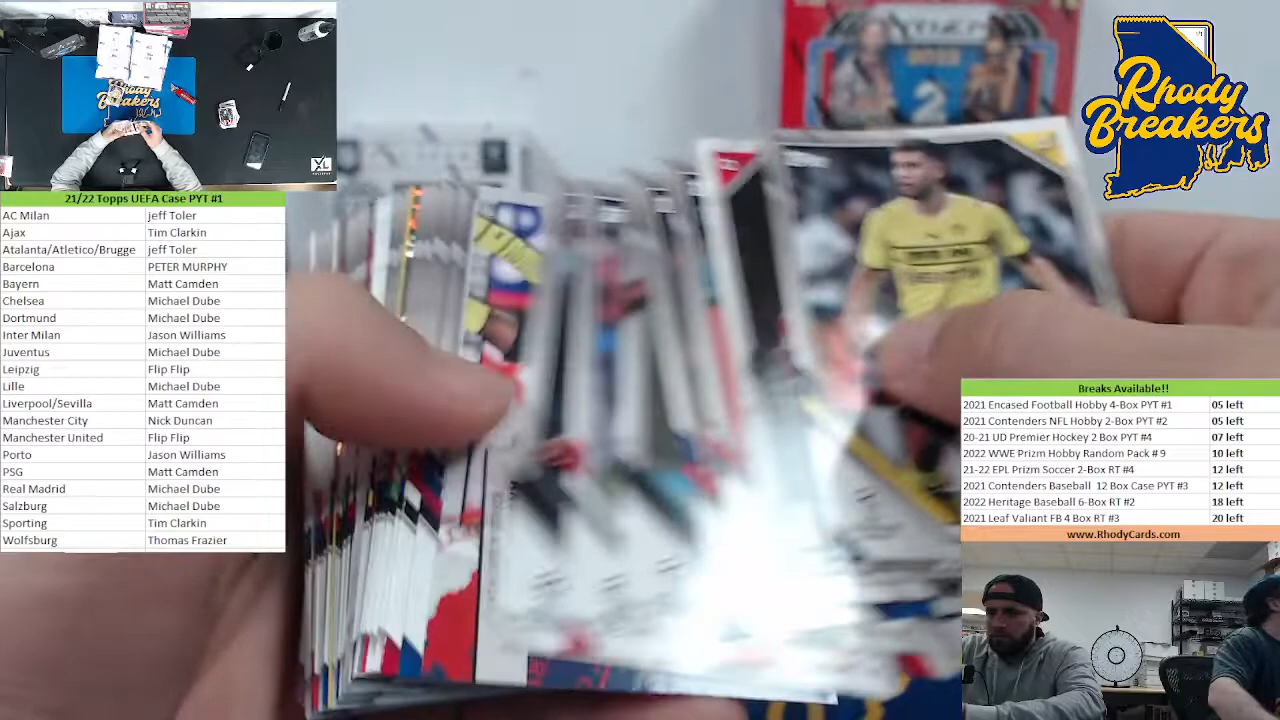 Rhody
Breakers
21/22 Topps UEFA Case PYT #1
AC Milan jeff Toler
Ajax Tim Clarkin
Atalanta/Atletico/Brugge jeff Toler
Barcelona PETER MURPHY
Bayern Matt Camden
Chelsea Michael Dube
Dortmund Michael Dube
Inter Milan Jason Williams
Juventus Michael Dube
Leipzig Flip Flip
Lille Michael Dube
Liverpool/Sevilla Matt Camden
Manchester City Nick Duncan
Manchester United Flip Flip
Porto Jason Williams
PSG Matt Camden
Real Madrid Michael Dube
Salzburg Michael Dube
Sporting Tim Clarkin
Wolfsburg Thomas Frazier
PRIZM
2022
2
Rhody
Breakers
Breaks Available!!
2021 Encased Football Hobby 4-Box PYT #1 05 left
2021 Contenders NFL Hobby 2-Box PYT #2 05 left
20-21 UD Premier Hockey 2 Box PYT #4 07 left
2022 WWE Prizm Hobby Random Pack # 9 10 left
21-22 EPL Prizm Soccer 2-Box RT #4 12 left
2021 Contenders Baseball 12 Box Case PYT #3 12 left
2022 Heritage Baseball 6-Box RT #2 18 left
2021 Leaf Valiant FB 4 Box RT #3 20 left
www.RhodyCards.com